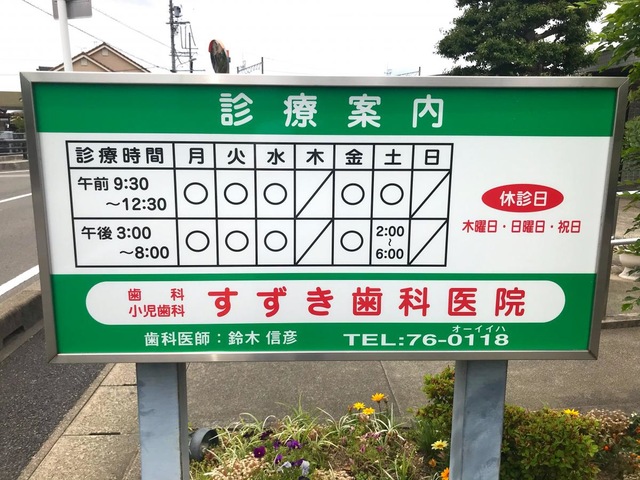 診療案内
診療時間 月 火 水 木 金 土 日
午前 9:30 ○ ○ ○ ／ ○ ○ ／
～12:30
午後 3:00 ○ ○ ○ ／ ○ 2:00 ／
～8:00 ～
6:00
休診日
木曜日・日曜日・祝日
歯科
小児歯科
すずき歯科医院
歯科医師：鈴木 信彦
オーイイハ
TEL:76-0118